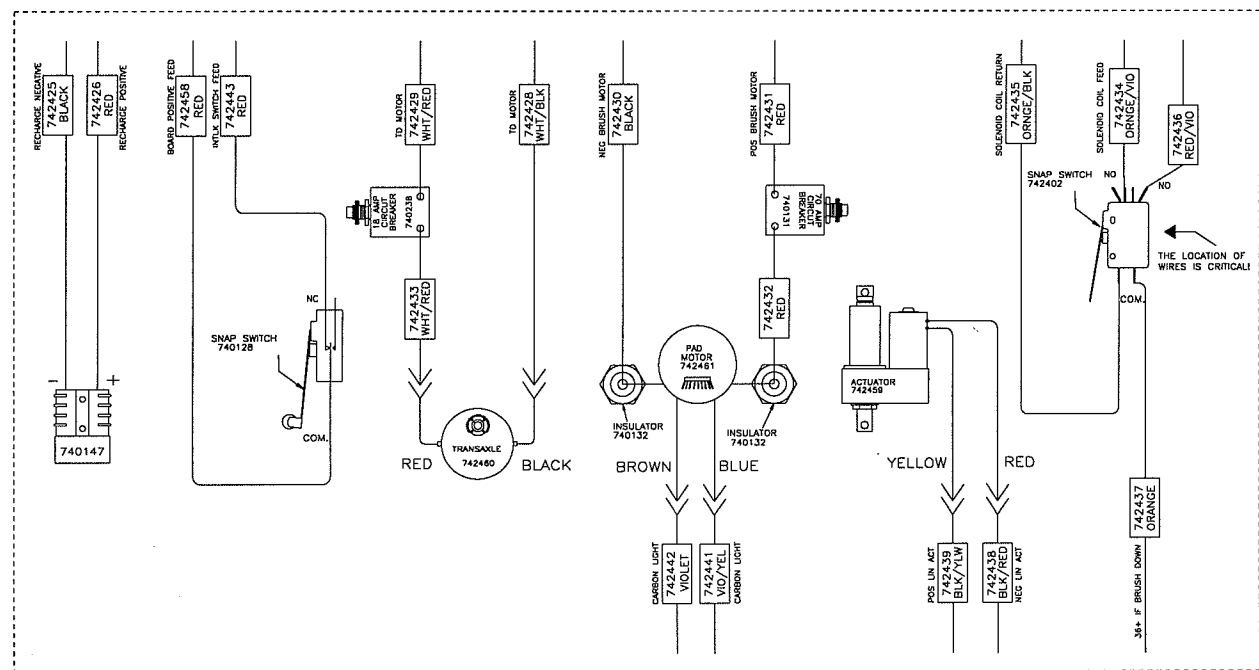 RECHARGE NEGATIVE
742425
BLACK
742426
RED
RECHARGE POSITIVE
-
+
740147
BOARD POSITIVE FEED
742458
RED
INTLK SWITCH FEED
742443
RED
NC
SNAP SWITCH
740128
COM.
TO MOTOR
742429
WHT/RED
18 AMP
CIRCUIT
BREAKER
740238
742433
WHT/RED
TO MOTOR
742428
WHT/BLK
TRANSAXLE
742460
RED
BLACK
NEG BRUSH MOTOR
742430
BLACK
POS BRUSH MOTOR
742431
RED
70 AMP
CIRCUIT
BREAKER
740131
742432
RED
PAD
MOTOR
742461
INSULATOR
740132
INSULATOR
740132
BROWN
BLUE
CARBON LIGHT
742442
VIOLET
742441
VIO/YEL
CARBON LIGHT
ACTUATOR
742459
YELLOW
RED
POS LIN ACT
742439
BLK/YLW
742438
BLK/RED
NEG LIN ACT
SOLENOID COIL RETURN
742435
ORNGE/BLK
SOLENOID COIL FEED
742434
ORNGE/VIO
742436
RED/VIO
SNAP SWITCH
742402
NO
NO
THE LOCATION OF
WIRES IS CRITICAL!
COM.
742437
ORANGE
36+ IF BRUSH DOWN